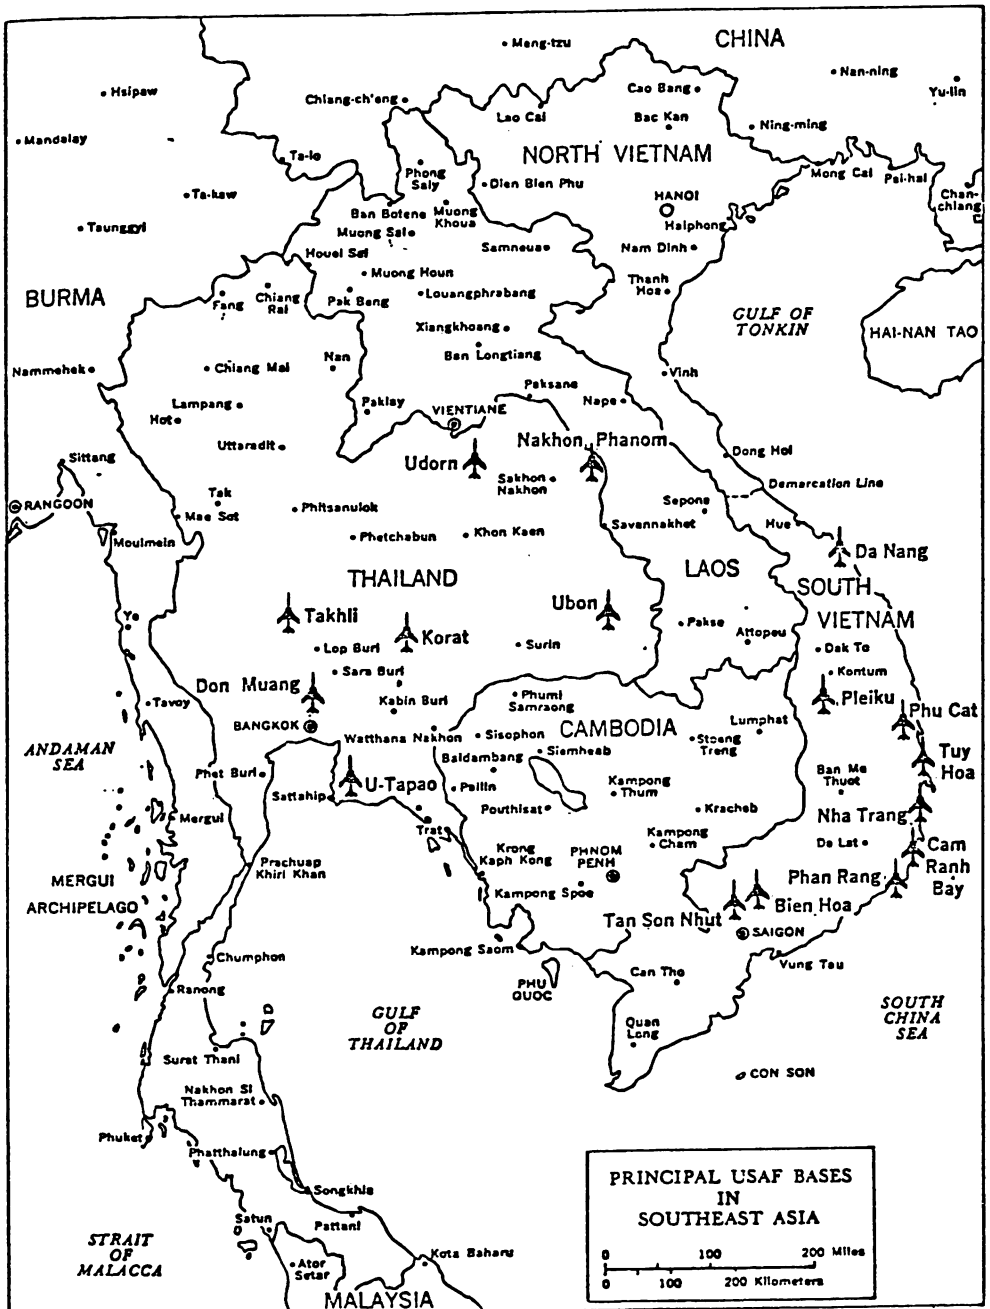 CHINA
Meng-tzu
Nan-ning
Yu-lin
Hsipaw
Chiang-ch'eng
Cao Bang
Lao Cai
Bac Kan
Ning-ming
Mandalay
Ta-lo
NORTH VIETNAM
Phong
Saly
Dien Bien Phu
Mong Cai
Pei-hai
Chan-
chiang
Ta-kaw
HANOI
Ban Botene
Muong
Khoua
Haiphong
Taunggyi
Muong Sai
Samneua
Nam Dinh
Houei Sai
Muong Houn
Thanh
Hoa
BURMA
Fang
Chiang
Rai
Pak Beng
Louangphrabang
GULF OF
TONKIN
HAI-NAN TAO
Xiangkhoang
Ban Longtiang
Nammehek
Chiang Mai
Nan
Vinh
Paksane
Lampang
Paklay
VIENTIANE
Nape
Hot
Uttaradit
Nakhon Phanom
Dong Hoi
Sittang
Udorn
Sakhon
Nakhon
Demarcation Line
RANGOON
Tak
Mae Sot
Phitsanulok
Sepone
Savannakhet
Hue
Moulmein
Phetchabun
Khon Kaen
Da Nang
THAILAND
LAOS
SOUTH
VIETNAM
Ye
Takhli
Korat
Ubon
Pakse
Attopeu
Lop Buri
Surin
Dak To
Sara Buri
Kontum
Don Muang
Kabin Buri
Phumi
Samraong
Pleiku
Phu Cat
Tavoy
BANGKOK
Watthana Nakhon
CAMBODIA
Lumphat
Sisophon
Siemheab
Stoeng
Treng
Tuy
Hoa
ANDAMAN
SEA
Phet Buri
Baldambang
Ban Me
Thuot
U-Tapao
Pailin
Kampong
Thum
Sattahip
Pouthisat
Kracheh
Nha Trang
Mergui
Trat
Kampong
Cham
Da Lat
Cam
Ranh
Bay
Krong
Kaph Kong
PHNOM
PENH
Prachuap
Khiri Khan
MERGUI
ARCHIPELAGO
Kampong Spoe
Phan Rang
Bien Hoa
Tan Son Nhut
SAIGON
Kampong Saom
Chumphon
Vung Tau
Can Tho
PHU
QUOC
Ranong
SOUTH
CHINA
SEA
GULF
OF
THAILAND
Quan
Long
Surat Thani
CON SON
Nakhon Si
Thammarat
Phuket
Phatthalung
Songkhla
Satun
Pattani
STRAIT
OF
MALACCA
Kota Baharu
Alor
Setar
MALAYSIA
PRINCIPAL USAF BASES
IN
SOUTHEAST ASIA
0 100 200 Miles
0 100 200 Kilometers